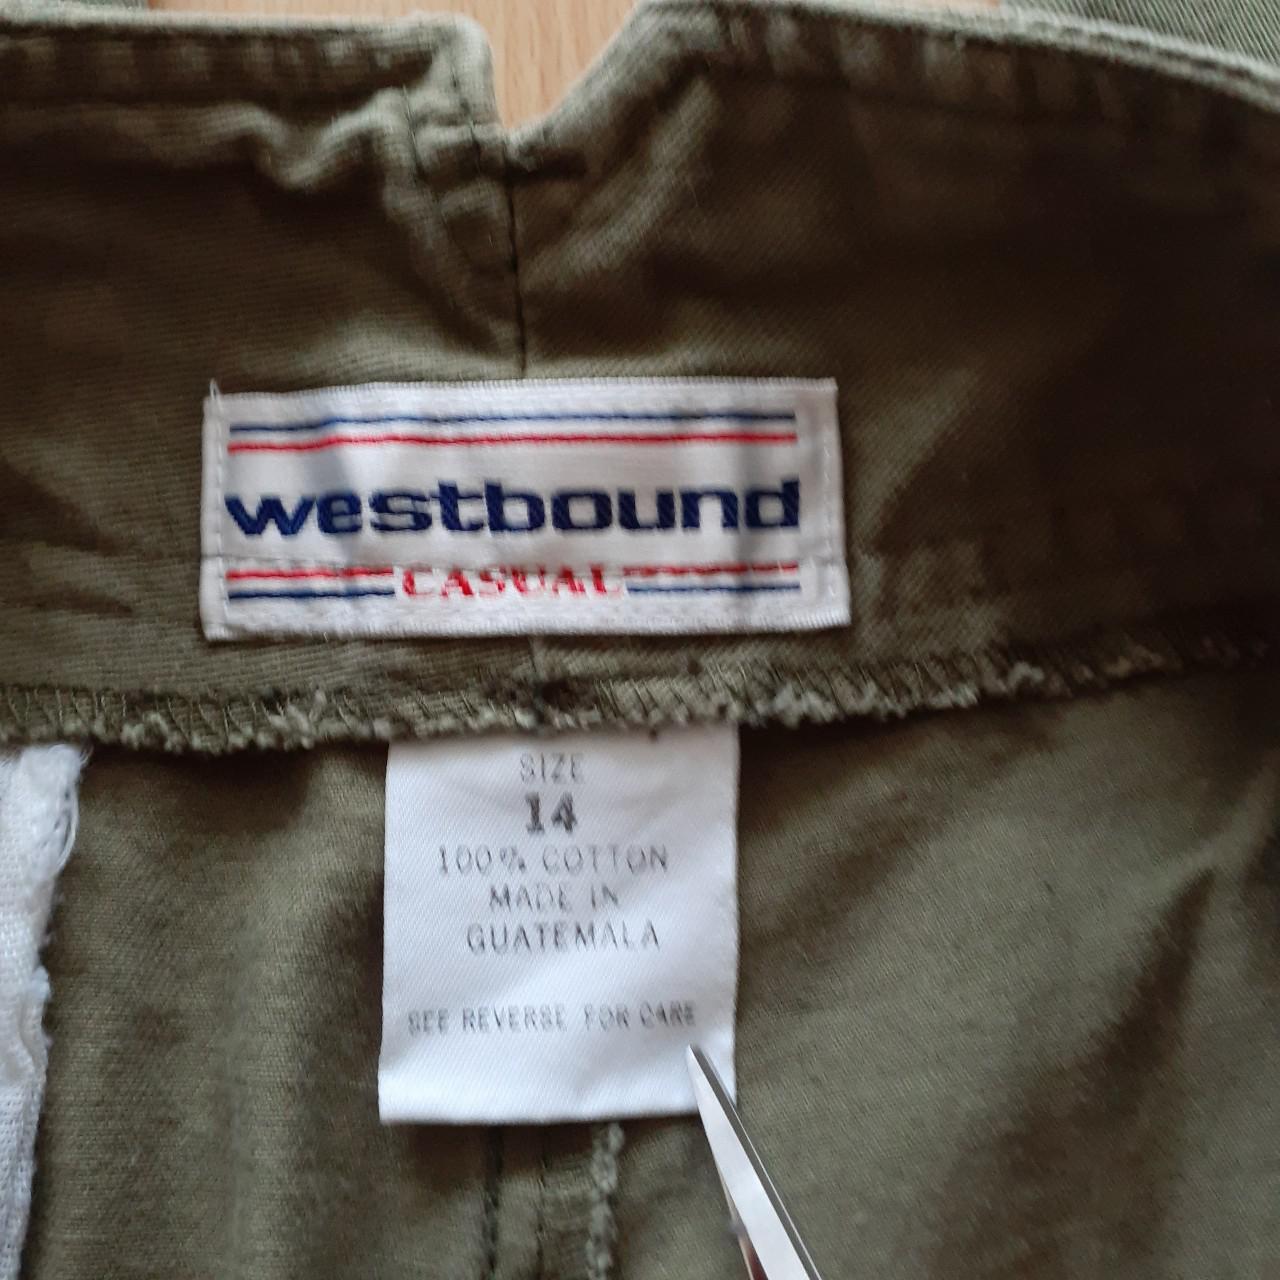 westbound
CASUAL
SIZE
14
100% COTTON
MADE IN
GUATEMALA
SEE REVERSE FOR CARE